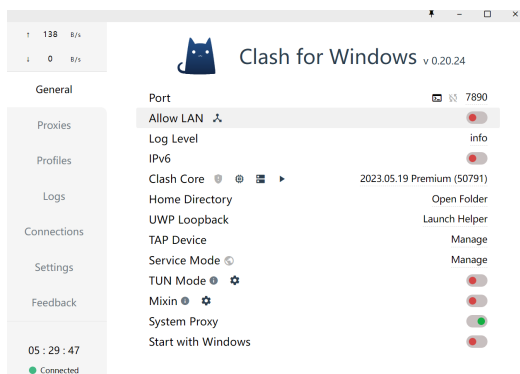 ↑ 138 B/s
↓ 0 B/s
General
Proxies
Profiles
Logs
Connections
Settings
Feedback
05 : 29 : 47
Connected
Clash for Windows v 0.20.24
Port 7890
Allow LAN
Log Level info
IPv6
Clash Core 2023.05.19 Premium (50791)
Home Directory Open Folder
UWP Loopback Launch Helper
TAP Device Manage
Service Mode Manage
TUN Mode
Mixin
System Proxy
Start with Windows